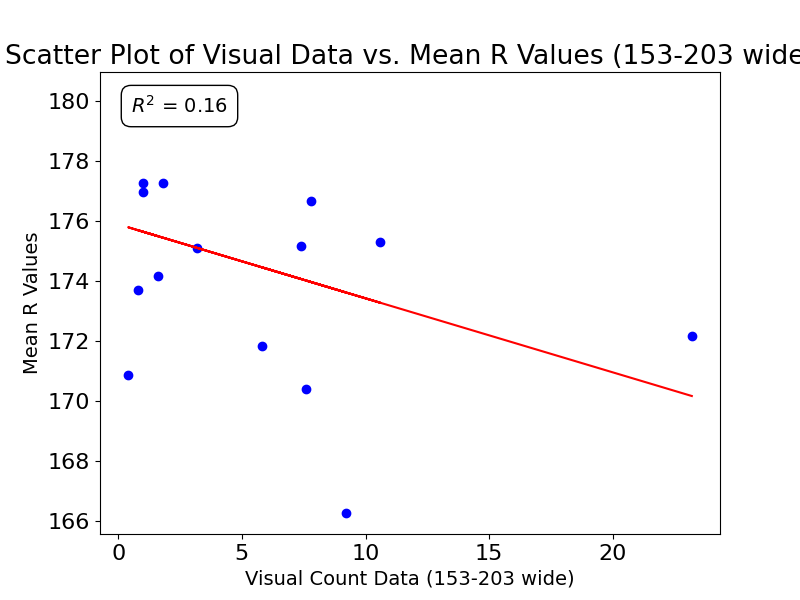 Scatter Plot of Visual Data vs. Mean R Values (153-203 wide
R² = 0.16
180
178
176
174
172
170
168
166
Mean R Values
0 5 10 15 20
Visual Count Data (153-203 wide)